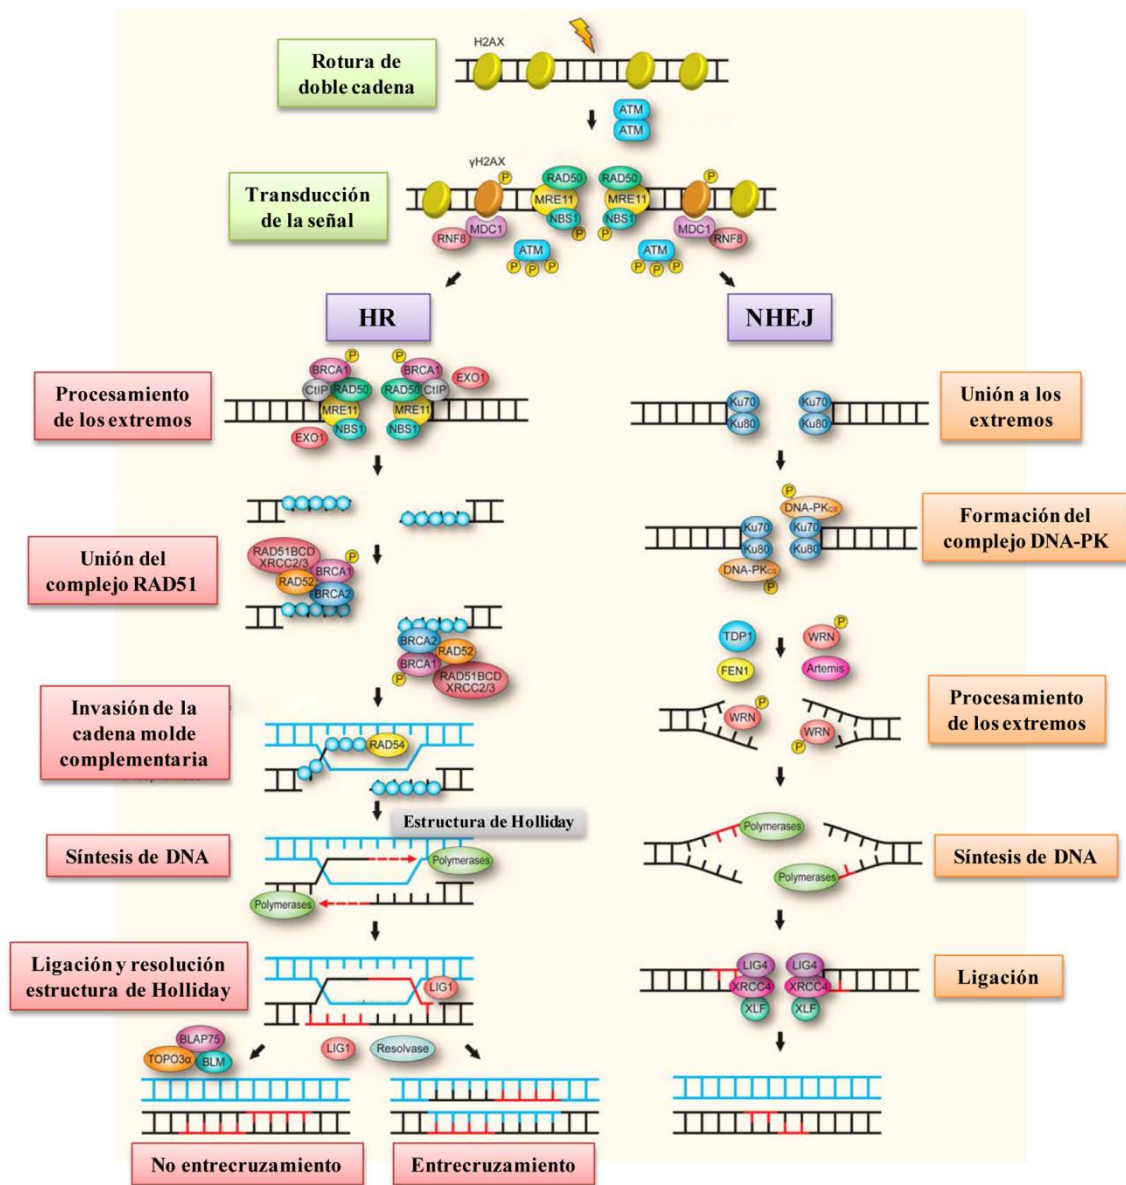 H2AX
Rotura de
doble cadena
ATM
ATM
γH2AX
P
RAD50
RAD50
P
Transducción
de la señal
MRE11
MRE11
NBS1
NBS1
MDC1
MDC1
RNF8
RNF8
P
P
ATM
ATM
P P P
P P P
HR
NHEJ
P
P
BRCA1
BRCA1
EXO1
Procesamiento
de los extremos
CtIP
RAD50
RAD50
CtIP
MRE11
MRE11
EXO1
NBS1
NBS1
Ku70
Ku70
Ku80
Ku80
Unión a los
extremos
Unión del
complejo RAD51
RAD51BCD
XRCC2/3
P
BRCA1
RAD52
BRCA2
BRCA2
RAD52
BRCA1
P
RAD51BCD
XRCC2/3
P
DNA-PKcs
Ku70
Ku70
Ku80
Ku80
DNA-PKcs
P
Formación del
complejo DNA-PK
TDP1
WRN
P
FEN1
Artemis
Invasión de la
cadena molde
complementaria
RAD54
P
WRN
WRN
P
Procesamiento
de los extremos
Estructura de Holliday
Síntesis de DNA
Polymerases
Polymerases
Polymerases
Polymerases
Síntesis de DNA
Ligación y resolución
estructura de Holliday
LIG1
LIG4
LIG4
XRCC4
XRCC4
XLF
XLF
Ligación
BLAP75
TOPO3α
BLM
LIG1
Resolvase
No entrecruzamiento
Entrecruzamiento